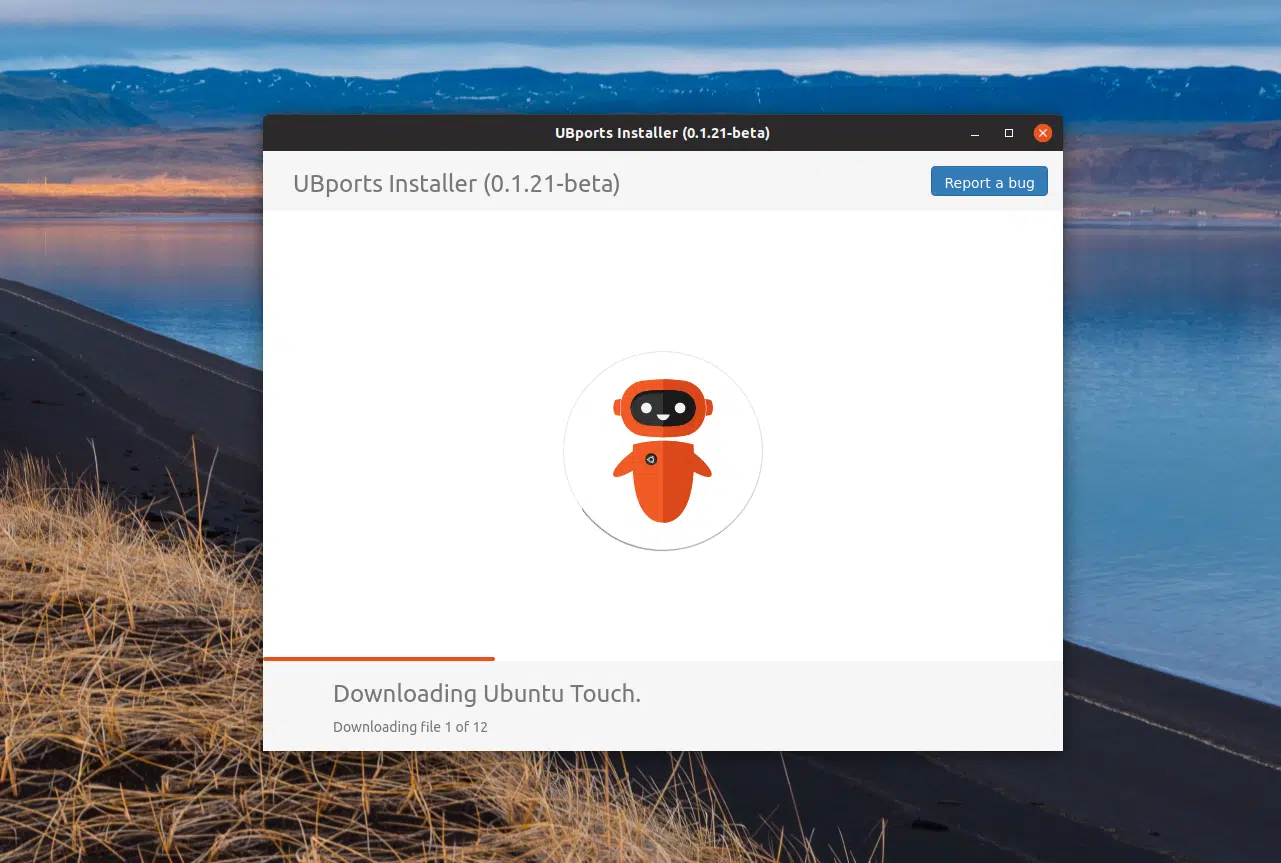 UBports Installer (0.1.21-beta)
UBports Installer (0.1.21-beta)
Report a bug
Downloading Ubuntu Touch.
Downloading file 1 of 12